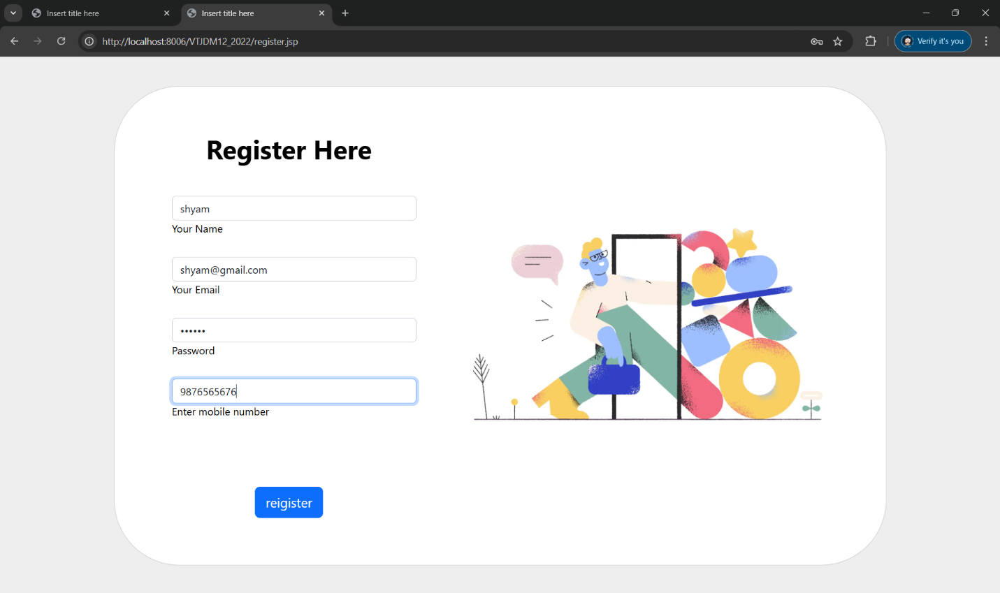 Insert title here
Insert title here
http://localhost:8006/VTJDM12_2022/register.jsp
Verify it's you
Register Here
shyam
Your Name
shyam@gmail.com
Your Email
••••••
Password
9876565676
Enter mobile number
reigister